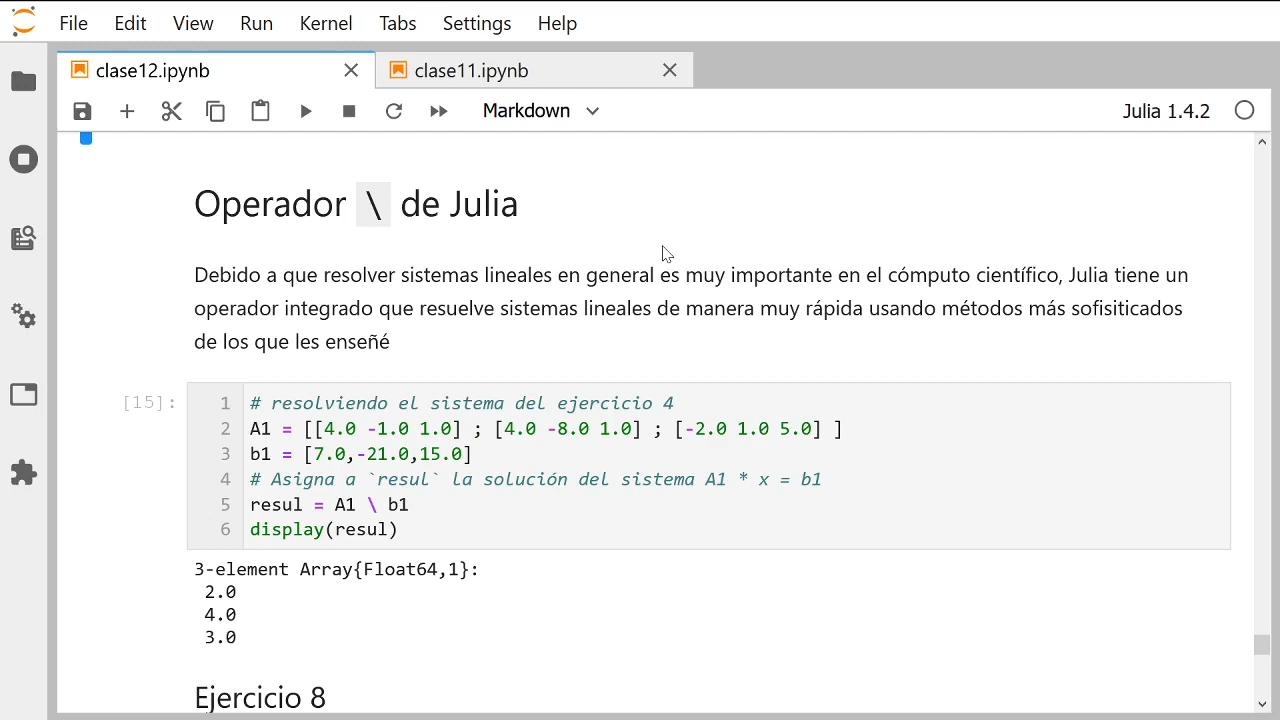 File Edit View Run Kernel Tabs Settings Help
clase12.ipynb clase11.ipynb
Markdown Julia 1.4.2
Operador \ de Julia
Debido a que resolver sistemas lineales en general es muy importante en el cómputo científico, Julia tiene un
operador integrado que resuelve sistemas lineales de manera muy rápida usando métodos más sofisiticados
de los que les enseñé
[15]:
1 # resolviendo el sistema del ejercicio 4
2 A1 = [[4.0 -1.0 1.0] ; [4.0 -8.0 1.0] ; [-2.0 1.0 5.0] ]
3 b1 = [7.0,-21.0,15.0]
4 # Asigna a `resul` la solución del sistema A1 * x = b1
5 resul = A1 \ b1
6 display(resul)
3-element Array{Float64,1}:
2.0
4.0
3.0
Ejercicio 8